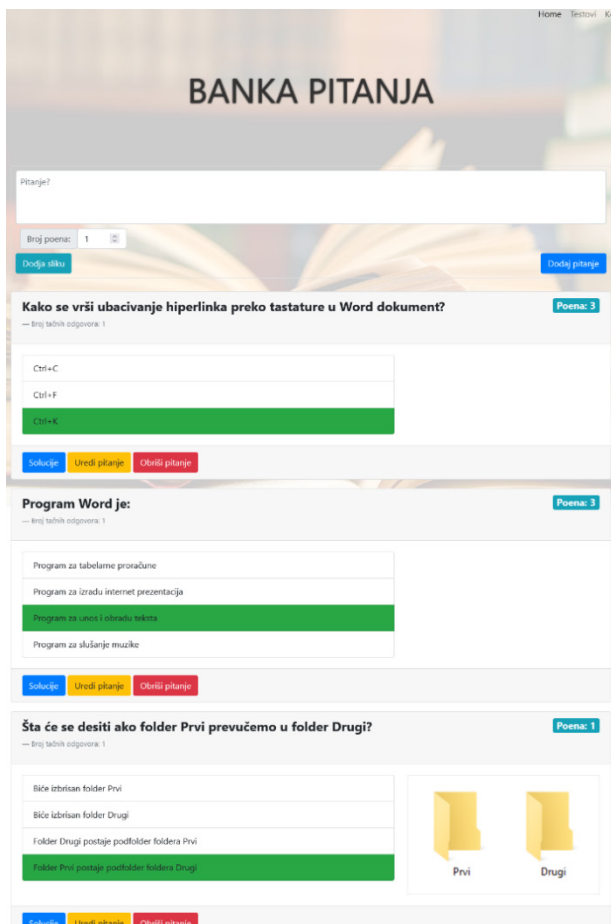 Home Testovi
BANKA PITANJA
Pitanje?
Broj poena: 1
Dodja sliku
Dodaj pitanje
Kako se vrši ubacivanje hiperlinka preko tastature u Word dokument?
Poena: 3
— Broj tačnih odgovora: 1
Ctrl+C
Ctrl+F
Ctrl+K
Solucije Uredi pitanje Obriši pitanje
Program Word je:
Poena: 3
— Broj tačnih odgovora: 1
Program za tabelarne proračune
Program za izradu internet prezentacija
Program za unos i obradu teksta
Program za slušanje muzike
Solucije Uredi pitanje Obriši pitanje
Šta će se desiti ako folder Prvi prevučemo u folder Drugi?
Poena: 1
— Broj tačnih odgovora: 1
Biće izbrisan folder Prvi
Biće izbrisan folder Drugi
Folder Drugi postaje podfolder foldera Prvi
Folder Prvi postaje podfolder foldera Drugi
Prvi Drugi
Solucije Uredi pitanje Obriši pitanje